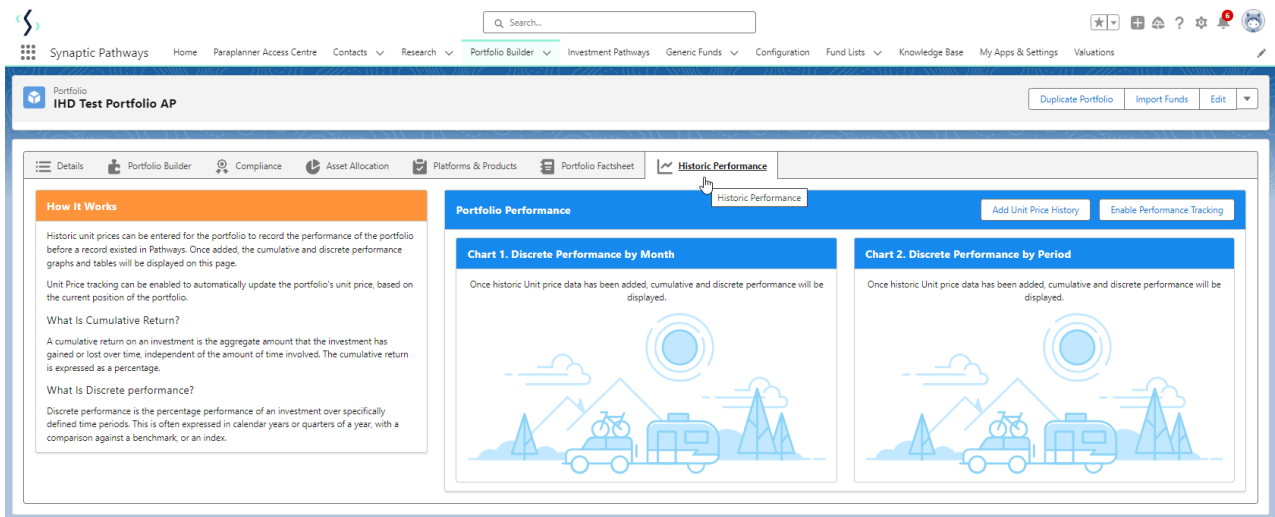 Search...
6
Synaptic Pathways
Home
Paraplanner Access Centre
Contacts
Research
Portfolio Builder
Investment Pathways
Generic Funds
Configuration
Fund Lists
Knowledge Base
My Apps & Settings
Valuations
Portfolio
IHD Test Portfolio AP
Duplicate Portfolio
Import Funds
Edit
Details
Portfolio Builder
Compliance
Asset Allocation
Platforms & Products
Portfolio Factsheet
Historic Performance
Historic Performance
How It Works
Historic unit prices can be entered for the portfolio to record the performance of the portfolio
before a record existed in Pathways. Once added, the cumulative and discrete performance
graphs and tables will be displayed on this page.
Unit Price tracking can be enabled to automatically update the portfolio's unit price, based on
the current position of the portfolio.
What Is Cumulative Return?
A cumulative return on an investment is the aggregate amount that the investment has
gained or lost over time, independent of the amount of time involved. The cumulative return
is expressed as a percentage.
What Is Discrete performance?
Discrete performance is the percentage performance of an investment over specifically
defined time periods. This is often expressed in calendar years or quarters of a year, with a
comparison against a benchmark, or an index.
Portfolio Performance
Add Unit Price History
Enable Performance Tracking
Chart 1. Discrete Performance by Month
Once historic Unit price data has been added, cumulative and discrete performance will be
displayed.
Chart 2. Discrete Performance by Period
Once historic Unit price data has been added, cumulative and discrete performance will be
displayed.